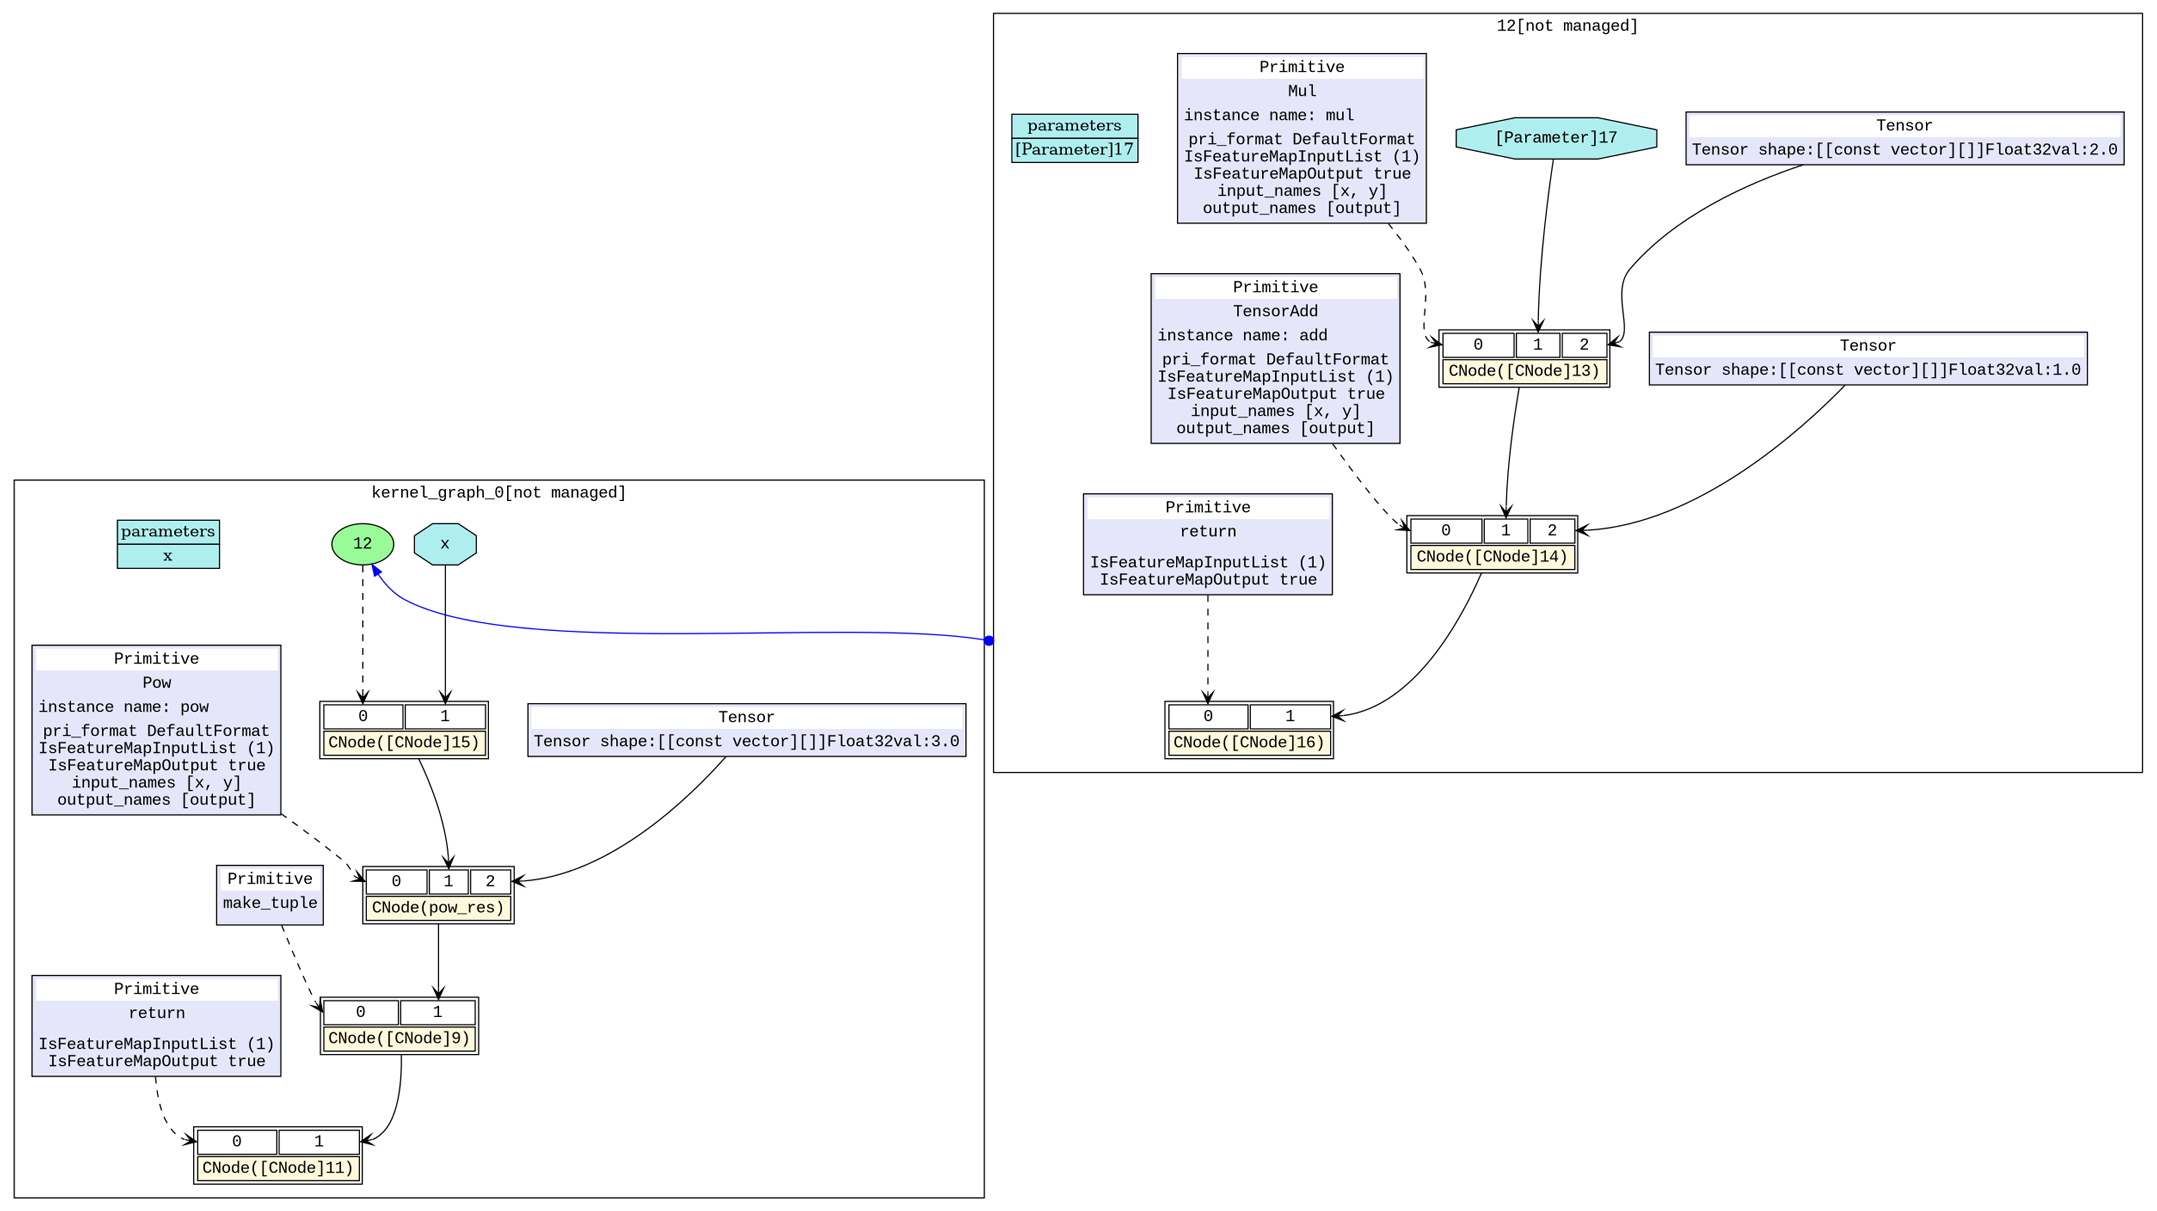 12[not managed]
Primitive
Mul
instance name: mul
pri_format DefaultFormat
IsFeatureMapInputList (1)
IsFeatureMapOutput true
input_names [x, y]
output_names [output]
parameters
[Parameter]17
[Parameter]17
Tensor
Tensor shape:[[const vector][]]Float32val:2.0
Primitive
TensorAdd
instance name: add
pri_format DefaultFormat
IsFeatureMapInputList (1)
IsFeatureMapOutput true
input_names [x, y]
output_names [output]
0 1 2
CNode([CNode]13)
Tensor
Tensor shape:[[const vector][]]Float32val:1.0
Primitive
return
IsFeatureMapInputList (1)
IsFeatureMapOutput true
0 1 2
CNode([CNode]14)
0 1
CNode([CNode]16)
kernel_graph_0[not managed]
parameters
x
12
x
Primitive
Pow
instance name: pow
pri_format DefaultFormat
IsFeatureMapInputList (1)
IsFeatureMapOutput true
input_names [x, y]
output_names [output]
0 1
CNode([CNode]15)
Tensor
Tensor shape:[[const vector][]]Float32val:3.0
Primitive
make_tuple
0 1 2
CNode(pow_res)
Primitive
return
IsFeatureMapInputList (1)
IsFeatureMapOutput true
0 1
CNode([CNode]9)
0 1
CNode([CNode]11)